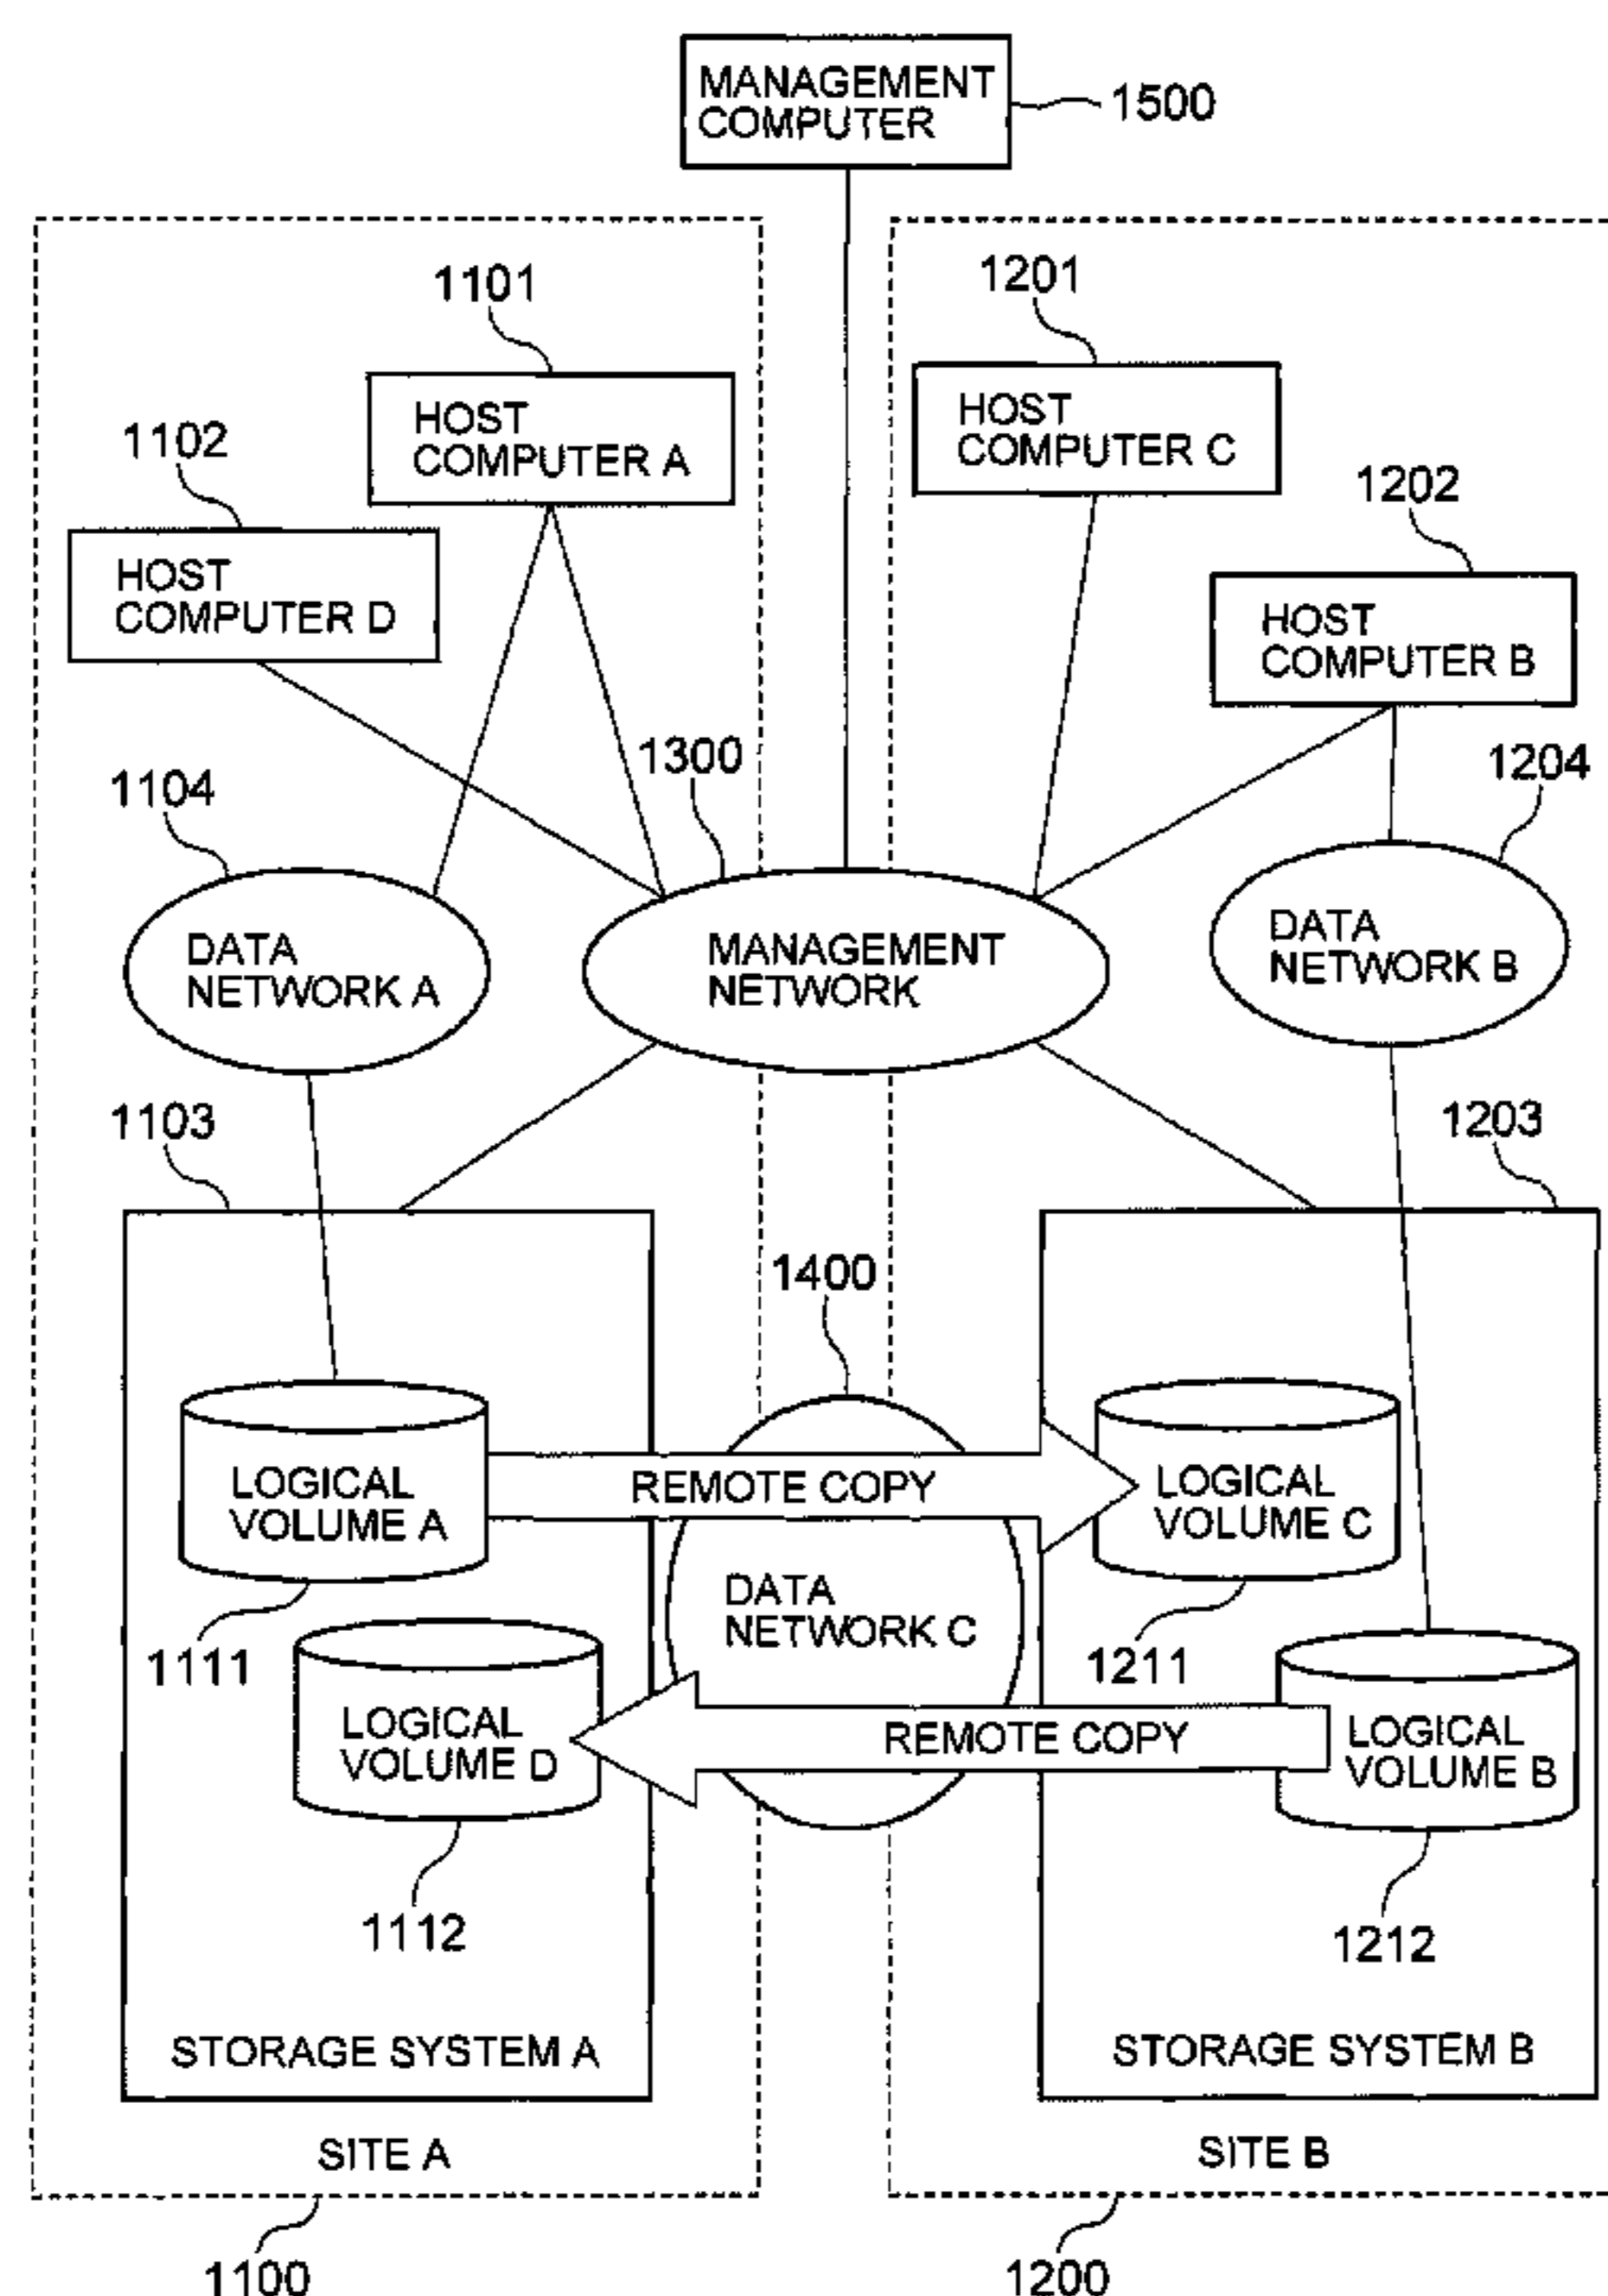 MANAGEMENT
COMPUTER
1500
1101
1201
HOST
COMPUTER A
HOST
COMPUTER C
1102
1202
HOST
COMPUTER D
HOST
COMPUTER B
1300
1104
1204
DATA
NETWORK A
MANAGEMENT
NETWORK
DATA
NETWORK B
1103
1203
1400
LOGICAL
VOLUME A
REMOTE COPY
LOGICAL
VOLUME C
DATA
NETWORK C
1111
1211
LOGICAL
VOLUME D
REMOTE COPY
LOGICAL
VOLUME B
1112
1212
STORAGE SYSTEM A
STORAGE SYSTEM B
SITE A
SITE B
1100
1200